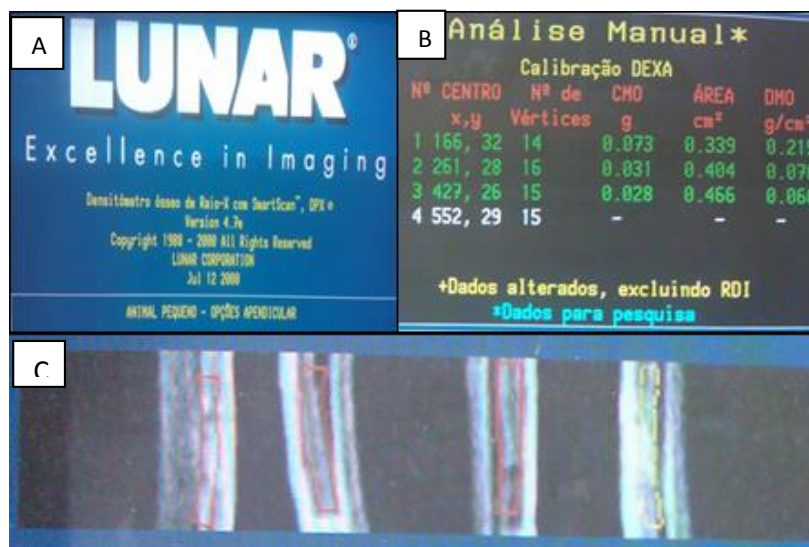 A
LUNAR®
Excellence in Imaging
Densitômetro ósseo de Raio-X com SmartScan™, DPX
Version 4.7e
Copyright 1988 - 2000 All Rights Reserved
LUNAR CORPORATION
Jul 12 2000
ANIMAL PEQUENO - OPÇÕES APENDICULAR
B
Análise Manual*
Calibração DEXA
Nº CENTRO Nº de CMO ÁREA DMO
x,y Vértices g cm² g/cm²
1 166, 32 14 0.073 0.339
2 261, 28 16 0.031 0.404
3 427, 26 15 0.028 0.466
4 552, 29 15 - - -
+Dados alterados, excluindo RDI
*Dados para pesquisa
C